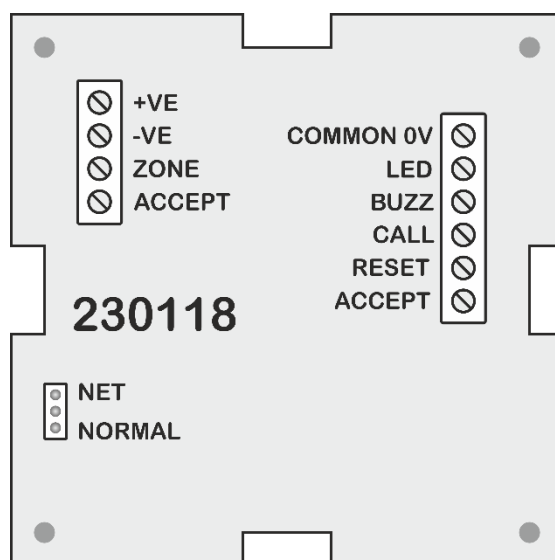 +VE
-VE
ZONE
ACCEPT
COMMON 0V
LED
BUZZ
CALL
RESET
ACCEPT
230118
NET
NORMAL